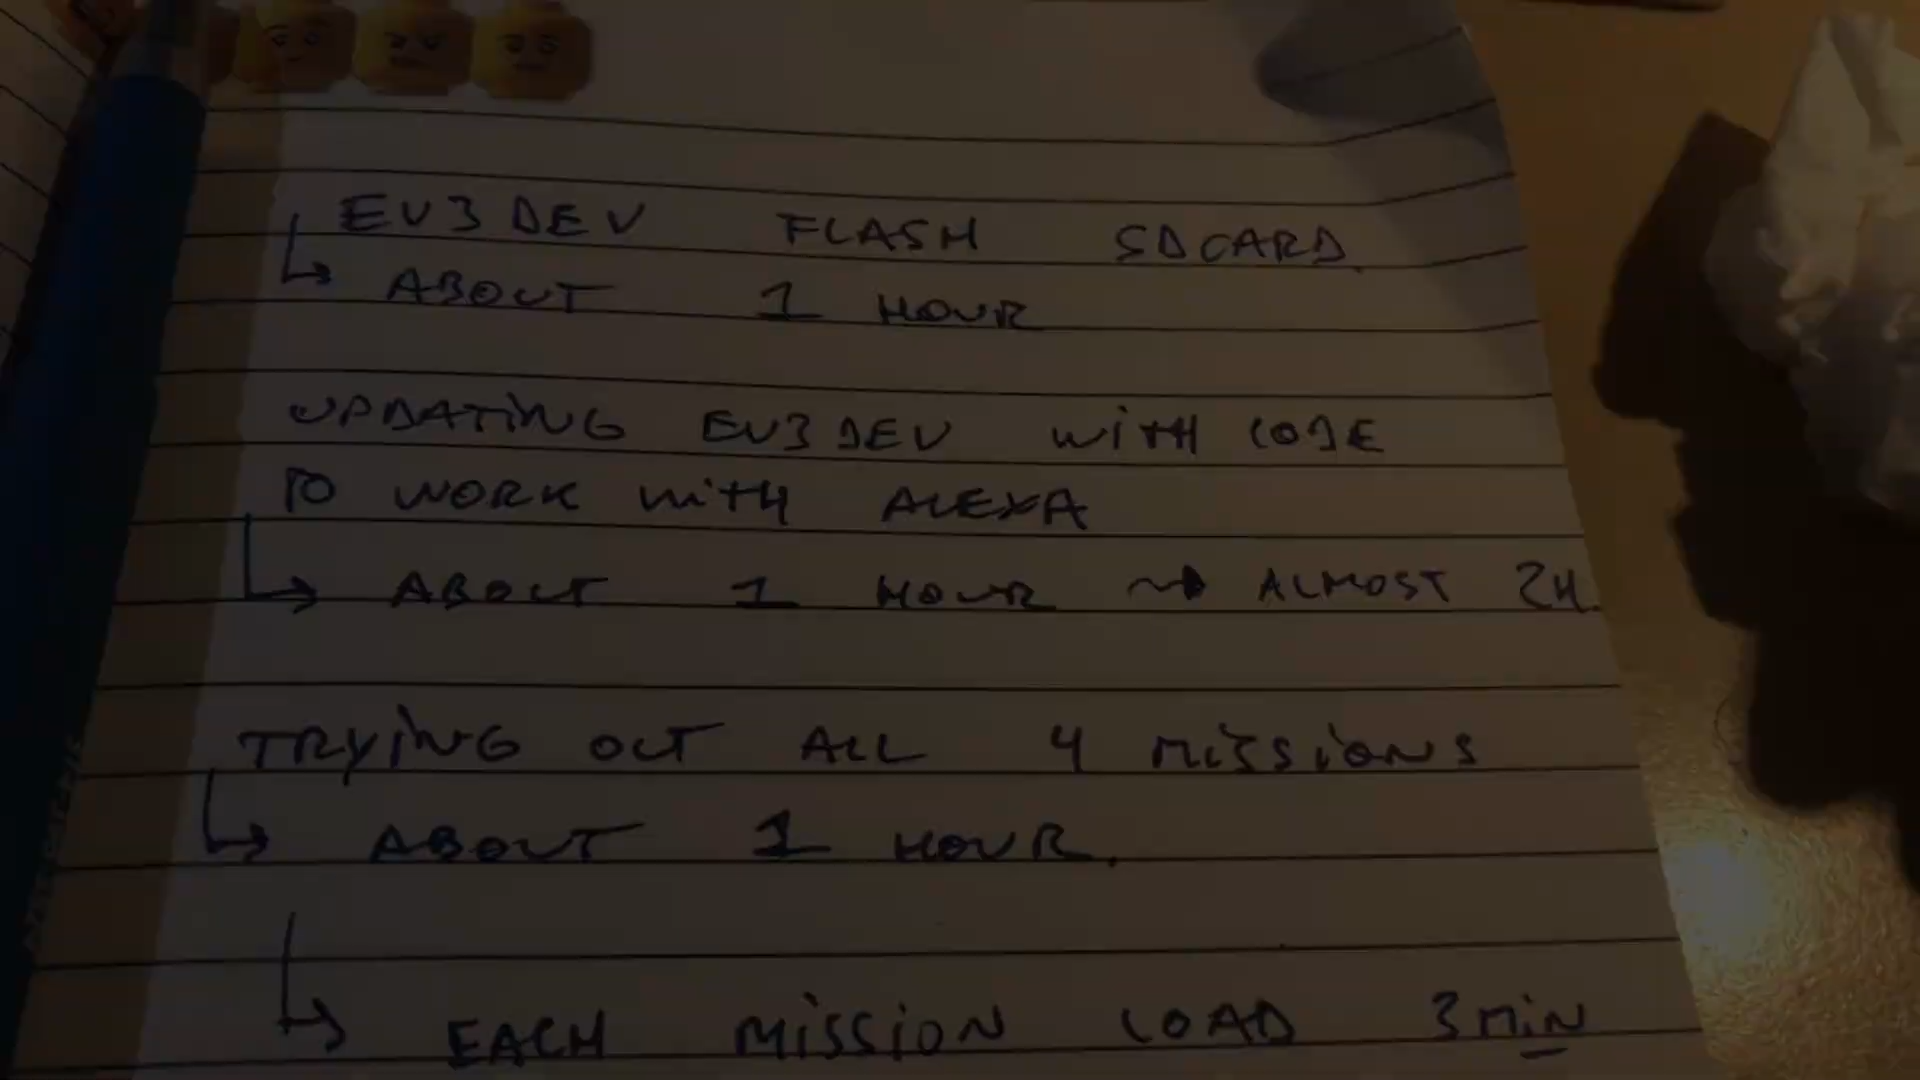 EV3DEV FLASH SDCARD
↳ ABOUT 1 HOUR
UPDATiNG EV3DEV WiTH CODE
TO WORK WiTH ALEXA
↳ ABOUT 1 HOUR ⇝ ALMOST 2H.
TRYiNG OUT ALL 4 MiSSiONS
↳ ABOUT 1 HOUR.
↳ EACH MiSSiON LOAD 3MiN